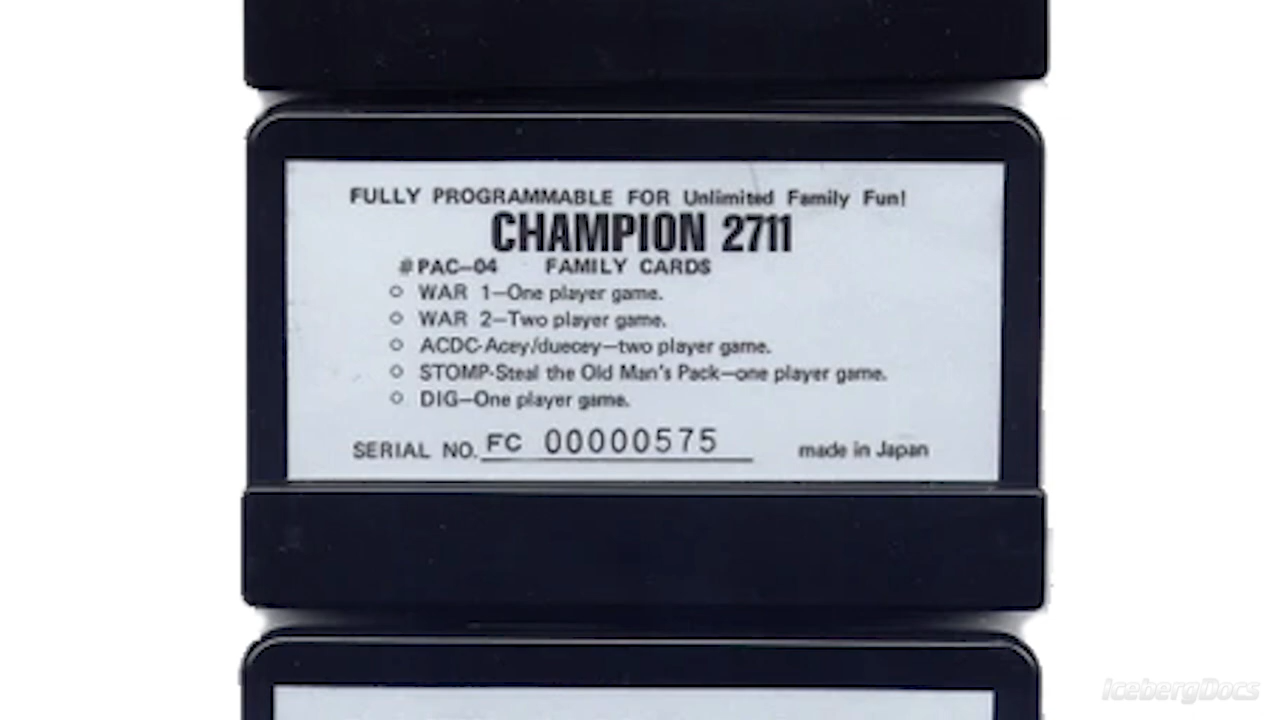 FULLY PROGRAMMABLE FOR Unlimited Family Fun!
CHAMPION 2711
#PAC-04 FAMILY CARDS
○ WAR 1—One player game.
○ WAR 2—Two player game.
○ ACDC-Acey/duecey—two player game.
○ STOMP-Steal the Old Man's Pack—one player game.
○ DIG—One player game.
SERIAL NO. FC 00000575 made in Japan
IcebergDocs